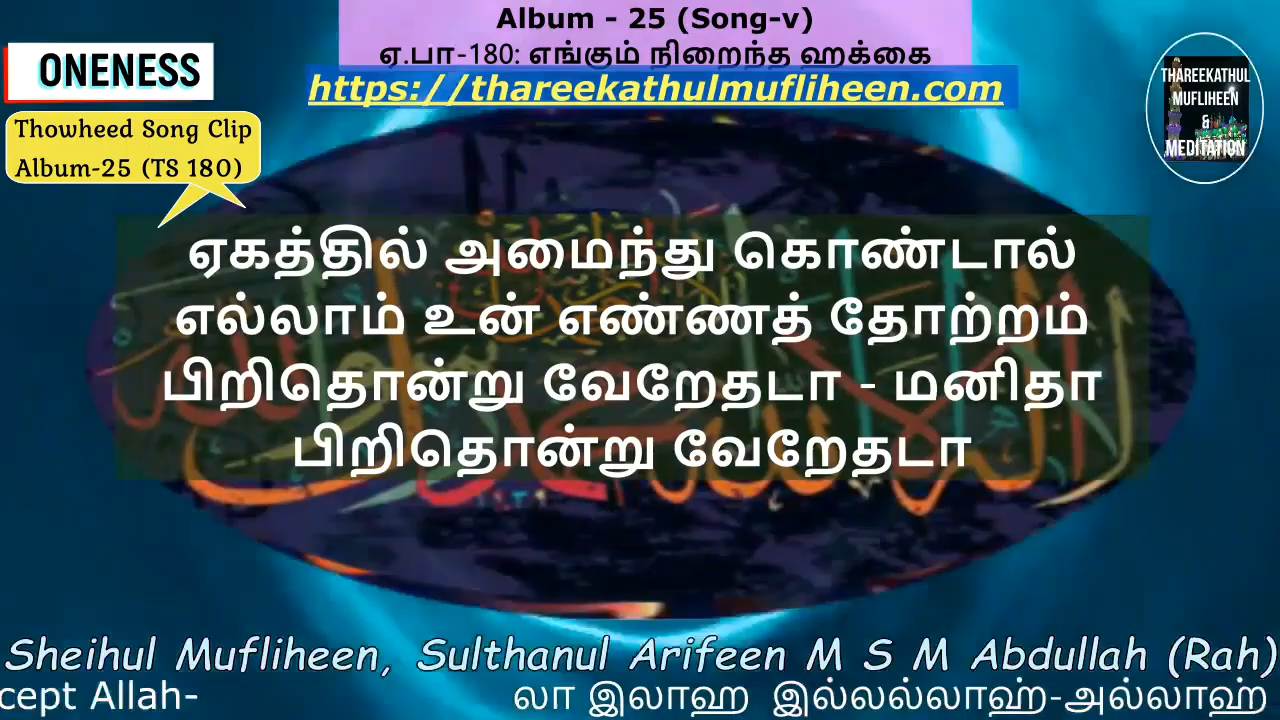 Album - 25 (Song-v)
ஏ.பா-180: எங்கும் நிறைந்த ஹக்கை
https://thareekathulmufliheen.com
ONENESS
Thowheed Song Clip
Album-25 (TS 180)
THAREEKATHUL
MUFLIHEEN
&
MEDITATION
ஏகத்தில் அமைந்து கொண்டால்
எல்லாம் உன் எண்ணத் தோற்றம்
பிறிதொன்று வேறேதடா - மனிதா
பிறிதொன்று வேறேதடா
Sheihul Mufliheen, Sulthanul Arifeen M S M Abdullah (Rah)
cept Allah- லா இலாஹ இல்லல்லாஹ்-அல்லாஹ்